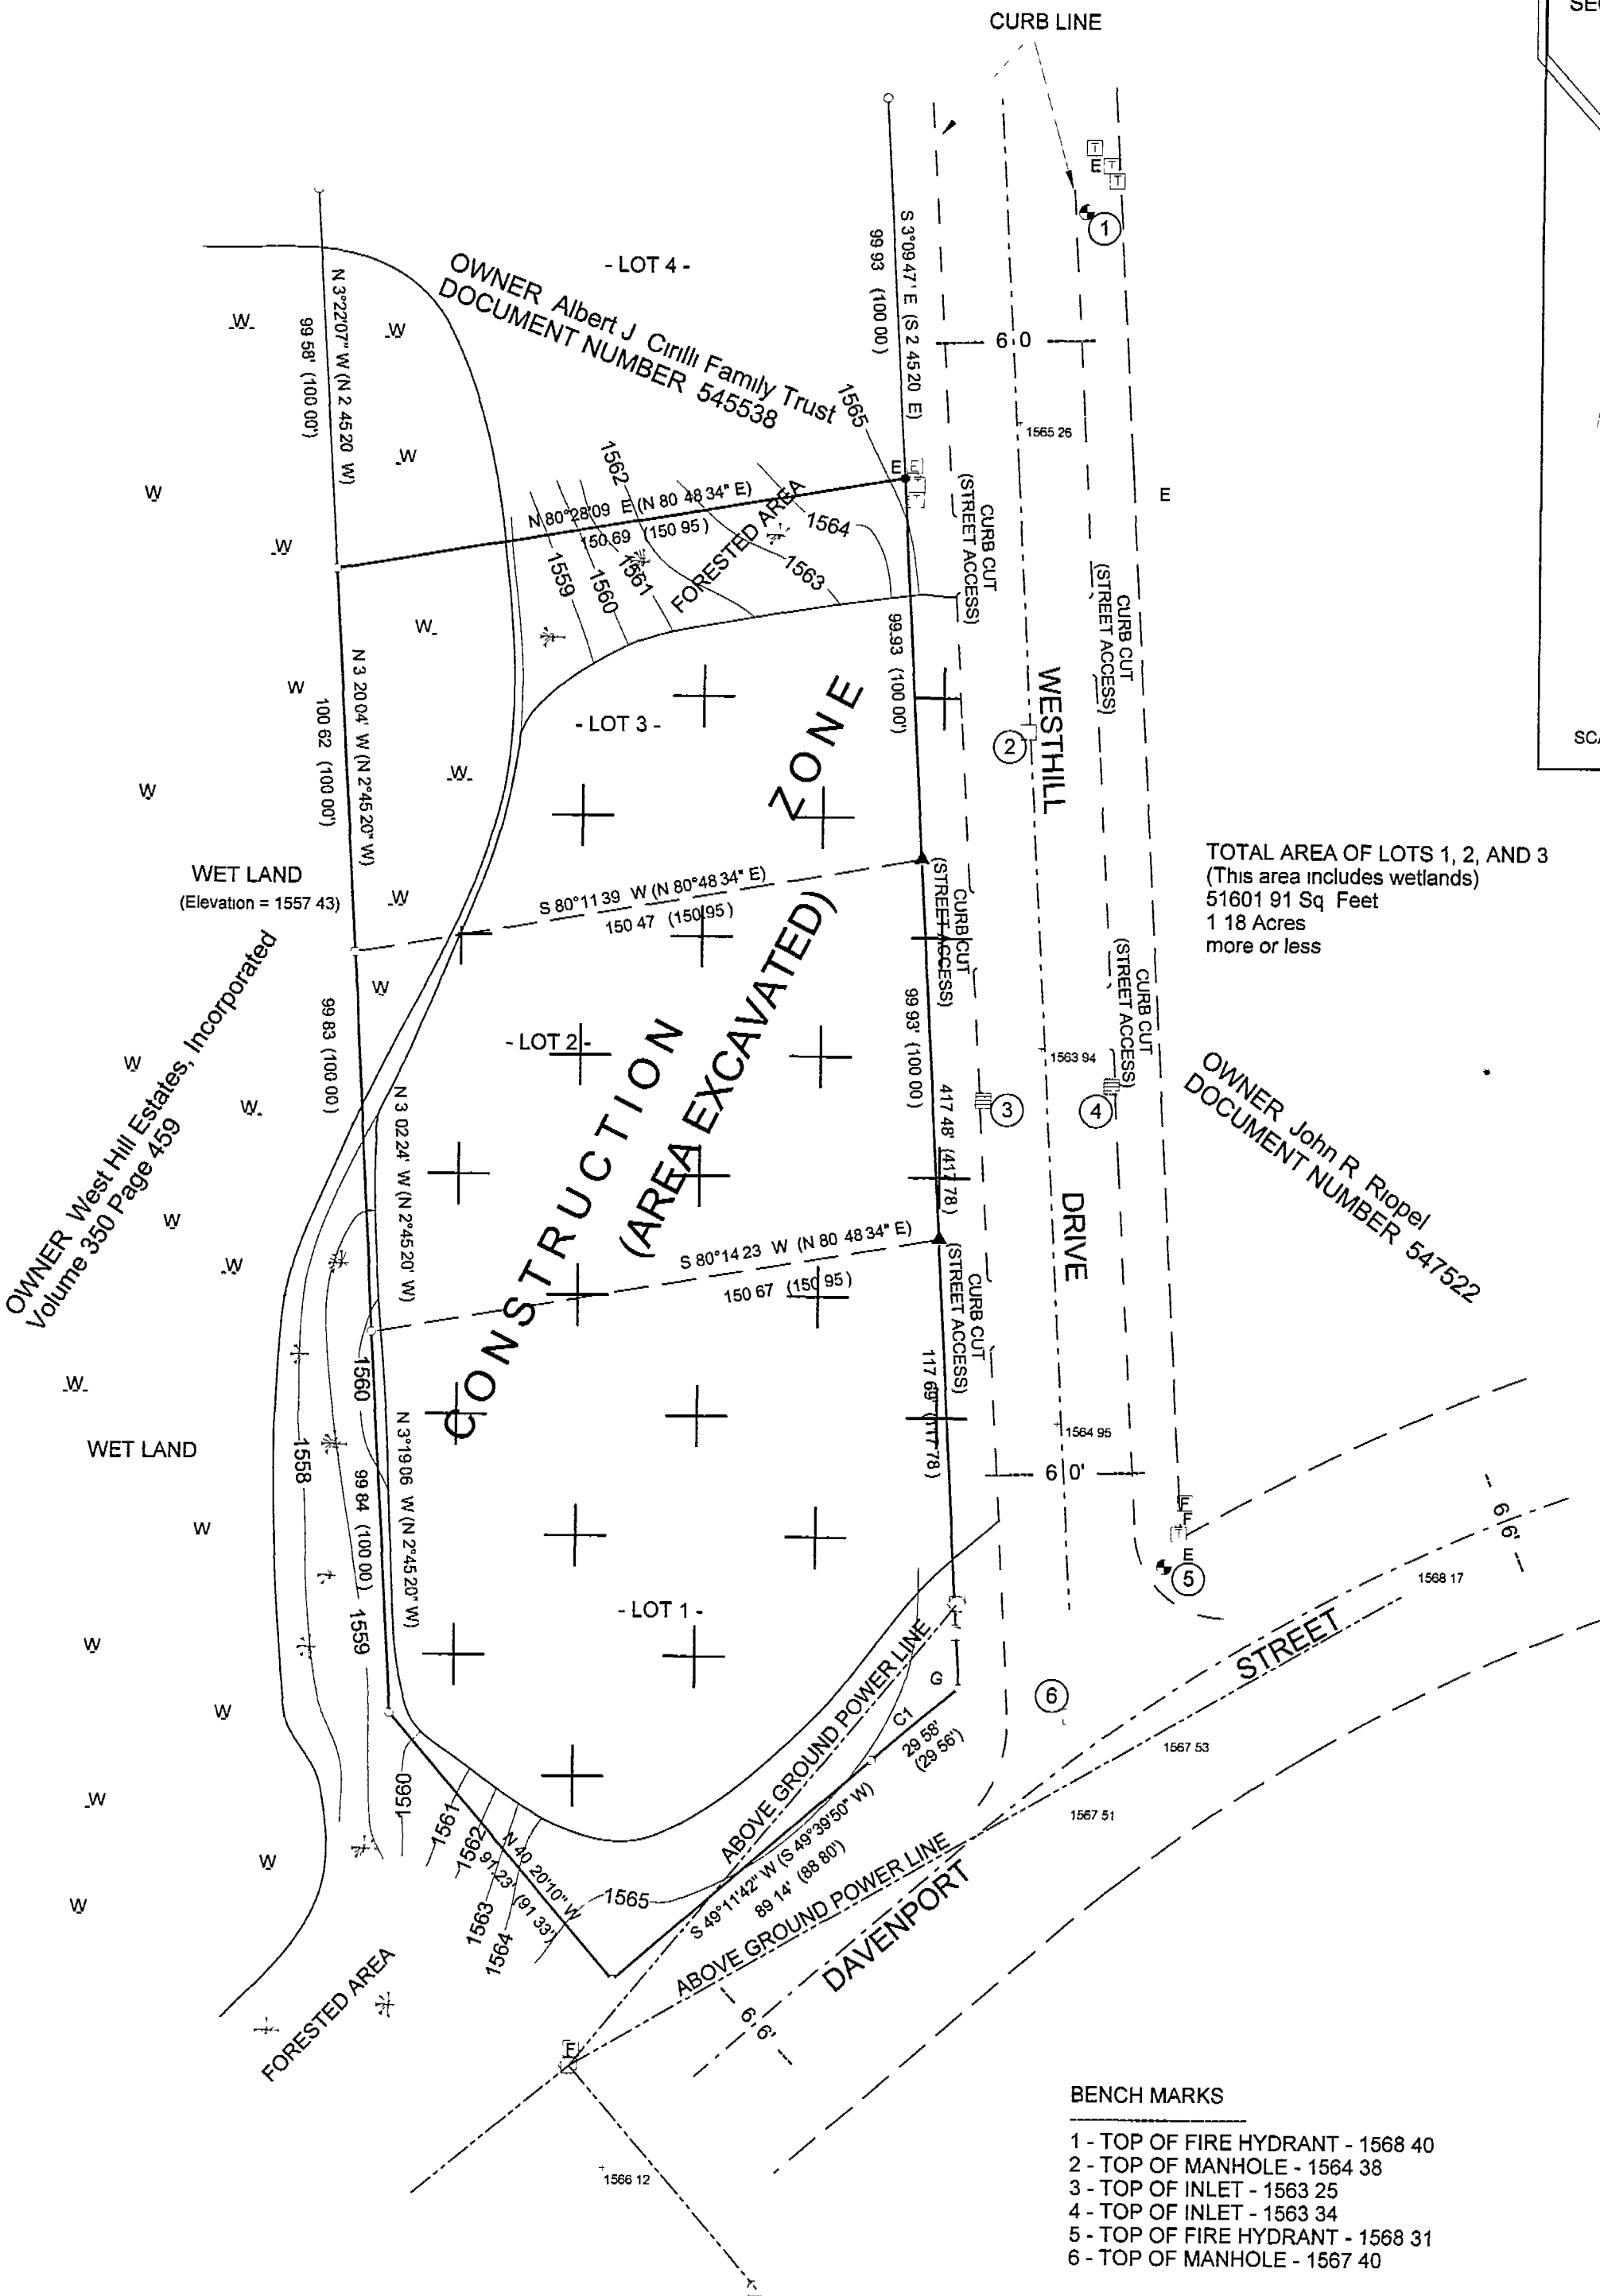 CURB LINE
SE
T
E
T
T
1
- LOT 4 -
OWNER Albert J Cirilli Family Trust
DOCUMENT NUMBER 545538
S 3°09 47' E (S 2 45 20 E)
99 93 (100 00)
N 3°22'07" W (N 2 45 20 W)
99 58' (100 00')
6 0
1565 26
1565
1562
E
E
E
N 80°28'09 E (N 80 48 34" E)
150 69 (150 95 )
FORESTED AREA
1564
1563
1559
1560
1561
CURB CUT
(STREET ACCESS)
CURB CUT
(STREET ACCESS)
99.93 (100 00')
N 3 20 04' W (N 2°45 20" W)
100 62 (100 00')
- LOT 3 -
2
WESTHILL
SC
CONSTRUCTION ZONE
(AREA EXCAVATED)
TOTAL AREA OF LOTS 1, 2, AND 3
(This area includes wetlands)
51601 91 Sq Feet
1 18 Acres
more or less
WET LAND
(Elevation = 1557 43)
S 80°11 39 W (N 80°48 34" E)
150 47 (150 95 )
CURB CUT
(STREET ACCESS)
CURB CUT
(STREET ACCESS)
OWNER West Hill Estates, Incorporated
Volume 350 Page 459
99 83 (100 00')
N 3 02 24' W (N 2°45 20' W)
- LOT 2 -
99 93' (100 00)
417 48' (417 78)
1563 94
3
4
OWNER John R Riopel
DOCUMENT NUMBER 547522
DRIVE
S 80°14 23 W (N 80 48 34" E)
150 67 (150 95 )
CURB CUT
(STREET ACCESS)
117 69' (117 78)
1560
1558
1559
WET LAND
N 3°19 06 W (N 2°45 20" W)
99 84 (100 00)
1564 95
6 0'
T
E
5
6 6'
1568 17
- LOT 1 -
STREET
G
6
C1
29 58'
(29 56')
1567 53
1567 51
ABOVE GROUND POWER LINE
1560
1561
1562
1563
1564
1565
N 40 20'10" W
91 23' (91 33')
S 49°11'42" W (S 49°39'50" W)
89 14' (88 80')
ABOVE GROUND POWER LINE
DAVENPORT
6 6'
FORESTED AREA
1566 12
BENCH MARKS
1 - TOP OF FIRE HYDRANT - 1568 40
2 - TOP OF MANHOLE - 1564 38
3 - TOP OF INLET - 1563 25
4 - TOP OF INLET - 1563 34
5 - TOP OF FIRE HYDRANT - 1568 31
6 - TOP OF MANHOLE - 1567 40